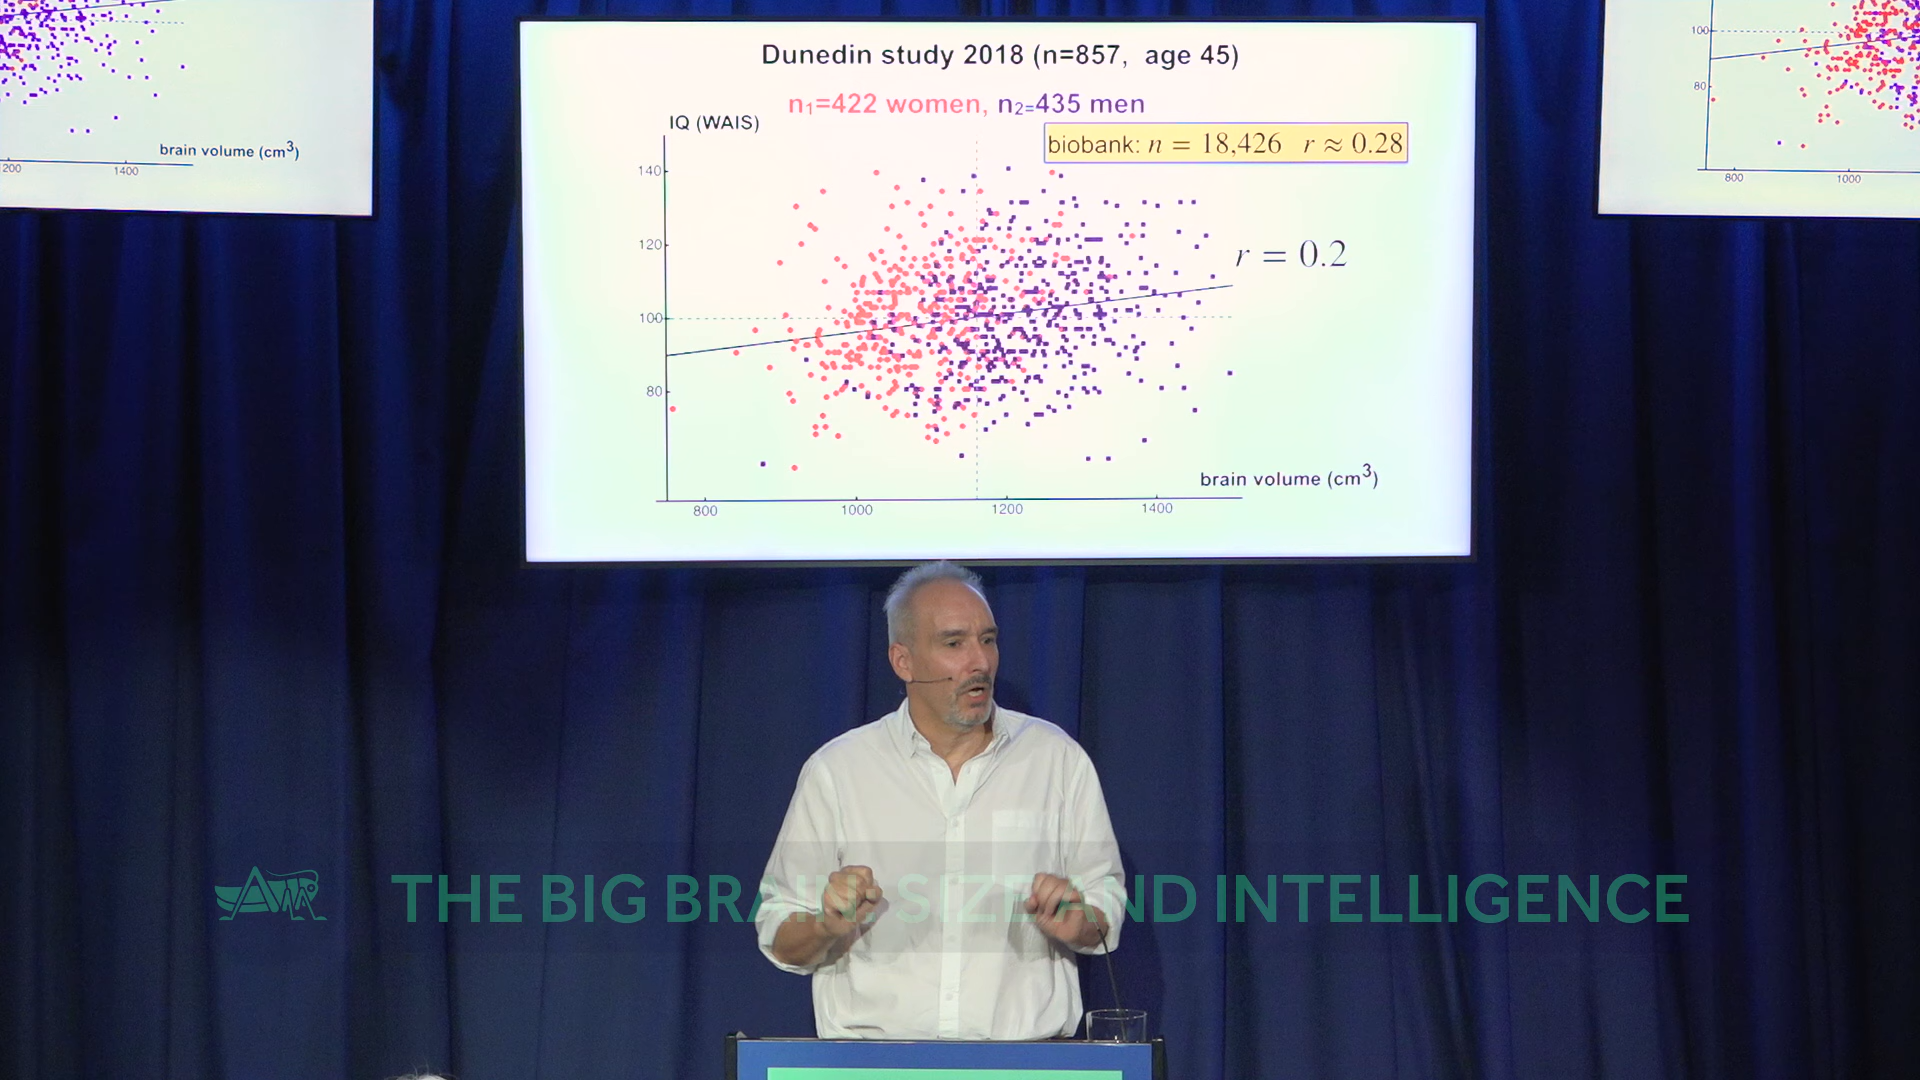 Dunedin study 2018 (n=857, age 45)
n₁=422 women, n₂=435 men
IQ (WAIS)
biobank: n = 18,426 r ≈ 0.28
140
120
r = 0.2
100
80
brain volume (cm³)
800 1000 1200 1400
brain volume (cm³)
200 1400
100
80
800 1000
THE BIG BRAIN: SIZE AND INTELLIGENCE